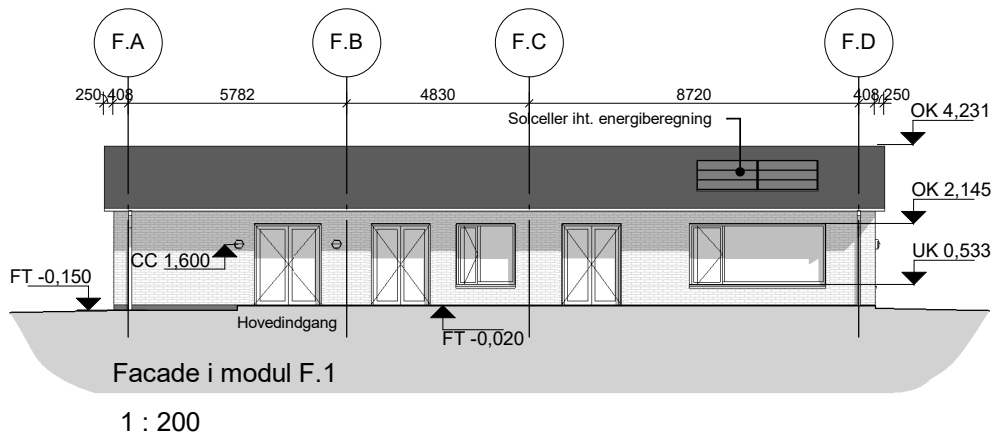 F.A
F.B
F.C
F.D
250
408
5782
4830
8720
408
250
Solceller iht. energiberegning
OK 4,231
OK 2,145
CC 1,600
UK 0,533
FT -0,150
Hovedindgang
FT -0,020
Facade i modul F.1
1 : 200